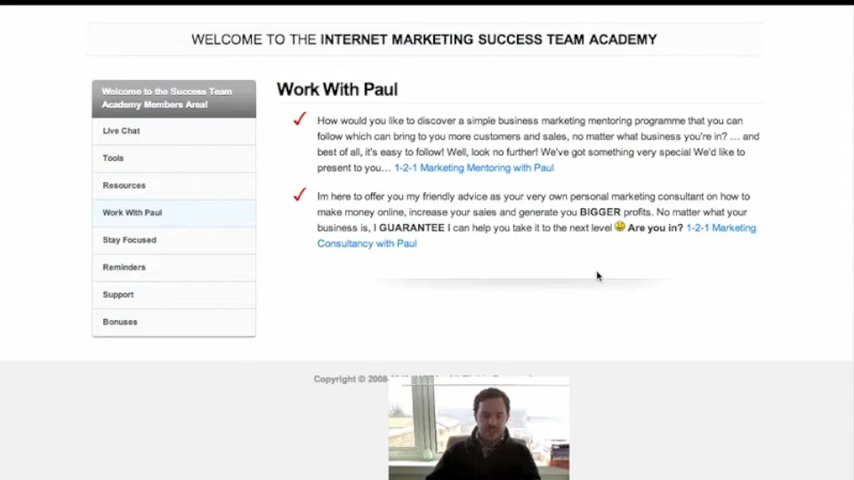 WELCOME TO THE INTERNET MARKETING SUCCESS TEAM ACADEMY
Welcome to the Success Team
Academy Members Area!
Live Chat
Tools
Resources
Work With Paul
Stay Focused
Reminders
Support
Bonuses
Work With Paul
How would you like to discover a simple business marketing mentoring programme that you can
follow which can bring to you more customers and sales, no matter what business you're in? … and
best of all, it's easy to follow! Well, look no further! We've got something very special We'd like to
present to you… 1-2-1 Marketing Mentoring with Paul
Im here to offer you my friendly advice as your very own personal marketing consultant on how to
make money online, increase your sales and generate you BIGGER profits. No matter what your
business is, I GUARANTEE I can help you take it to the next level Are you in? 1-2-1 Marketing
Consultancy with Paul
Copyright © 2008